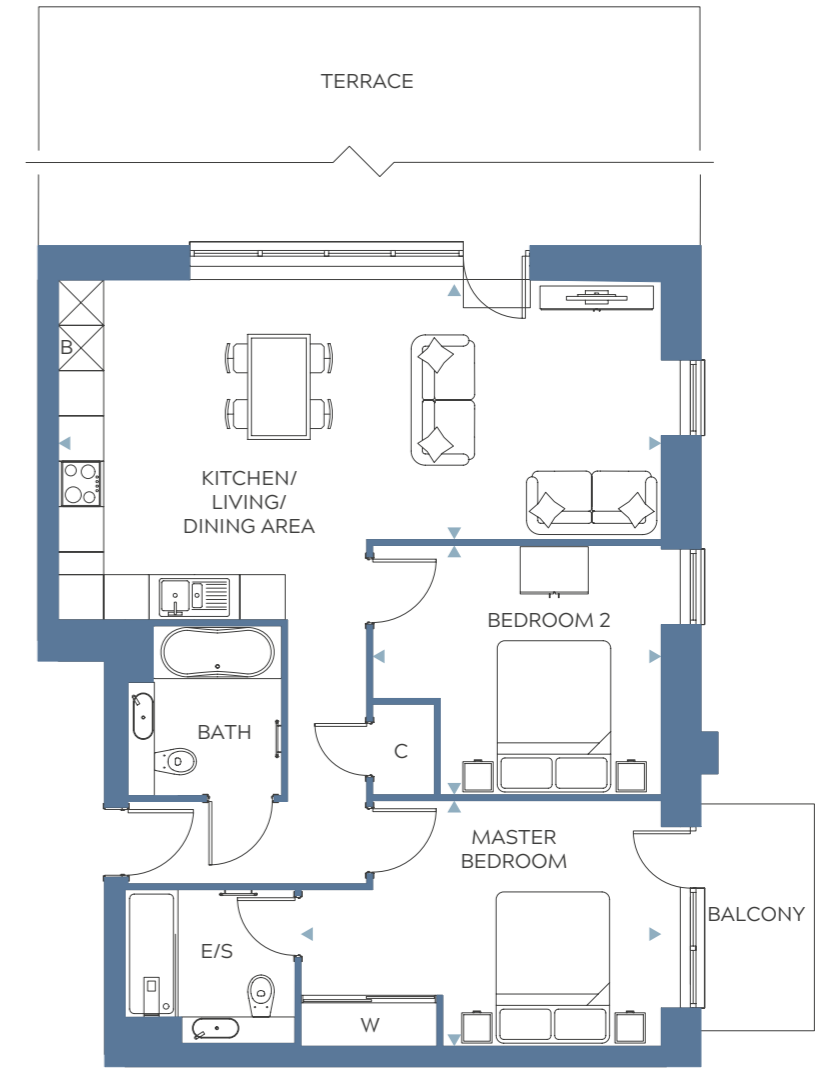 TERRACE
B
KITCHEN/
LIVING/
DINING AREA
BEDROOM 2
BATH
C
MASTER
BEDROOM
BALCONY
E/S
W